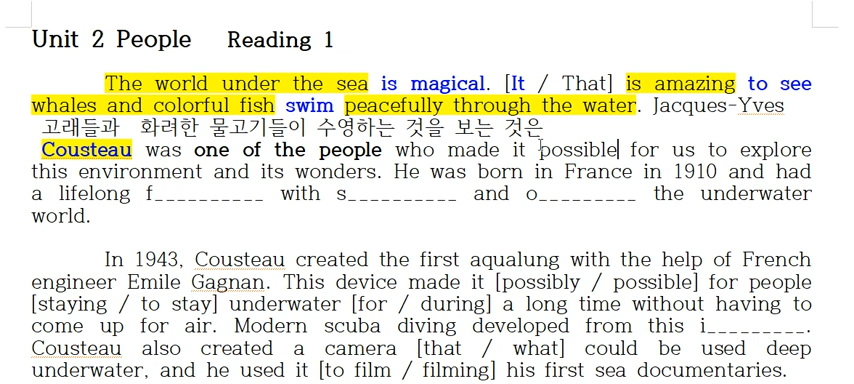 Unit 2 People Reading 1
The world under the sea is magical. [It / That] is amazing to see
whales and colorful fish swim peacefully through the water. Jacques-Yves
고래들과 화려한 물고기들이 수영하는 것을 보는 것은
Cousteau was one of the people who made it possible for us to explore
this environment and its wonders. He was born in France in 1910 and had
a lifelong f__________ with s__________ and o_________ the underwater
world.
In 1943, Cousteau created the first aqualung with the help of French
engineer Emile Gagnan. This device made it [possibly / possible] for people
[staying / to stay] underwater [for / during] a long time without having to
come up for air. Modern scuba diving developed from this i_________.
Cousteau also created a camera [that / what] could be used deep
underwater, and he used it [to film / filming] his first sea documentaries.